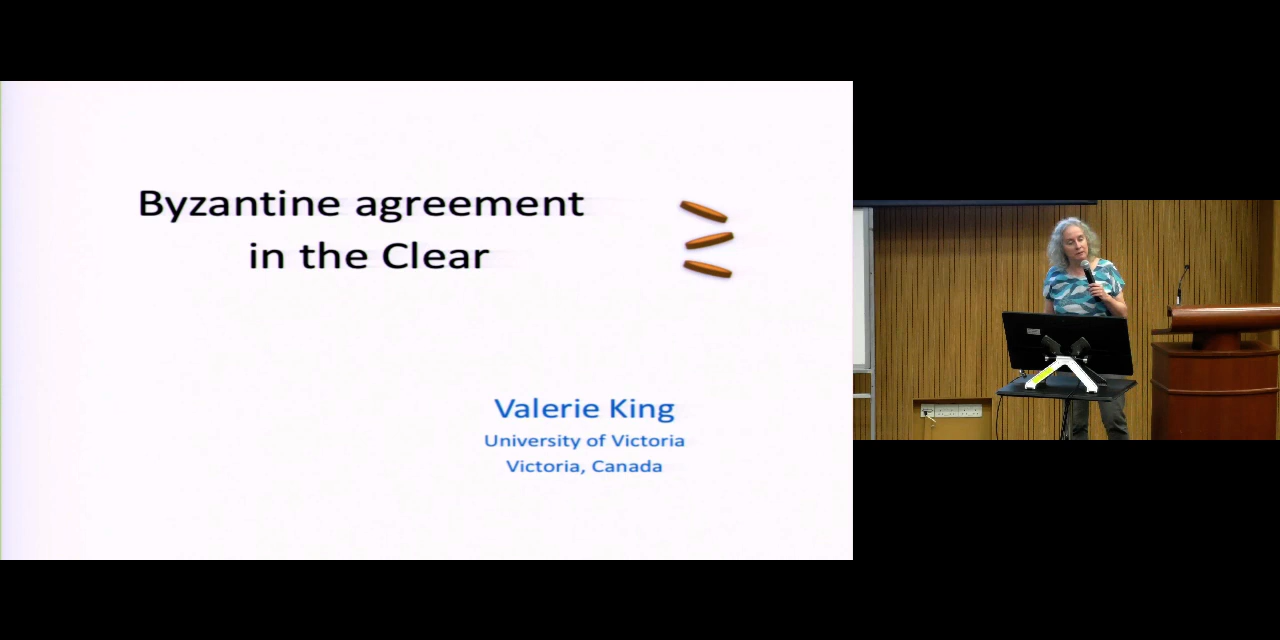 Byzantine agreement
in the Clear
Valerie King
University of Victoria
Victoria, Canada